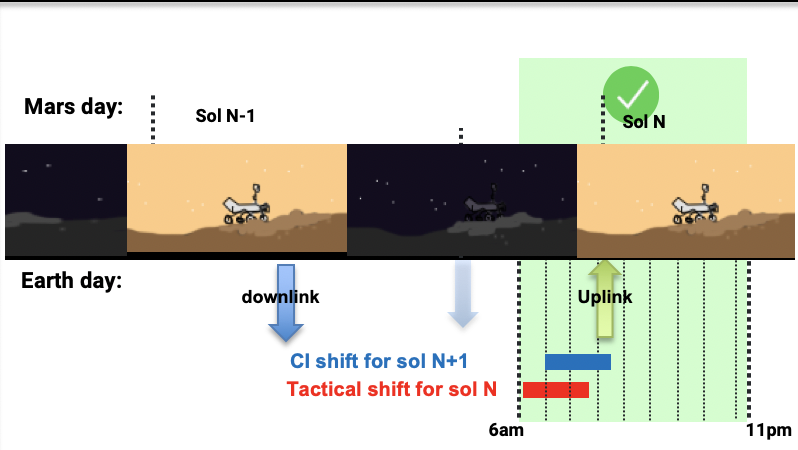 Mars day:
Sol N-1
Sol N
Earth day:
downlink
Uplink
CI shift for sol N+1
Tactical shift for sol N
6am
11pm